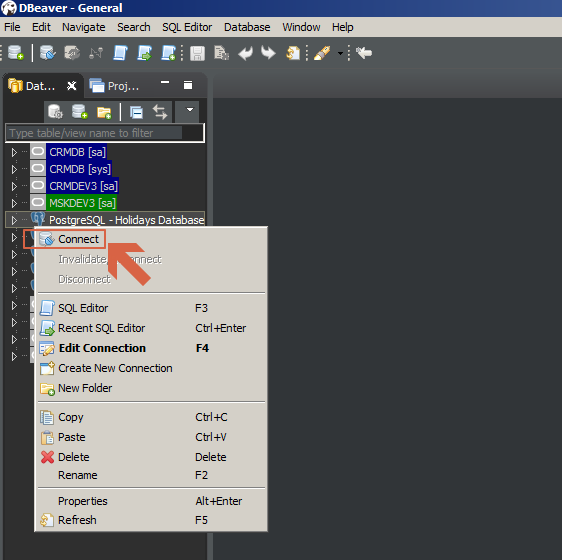 DBeaver - General
File Edit Navigate Search SQL Editor Database Window Help
Dat... Proj...
Type table/view name to filter
CRMDB [sa]
CRMDB [sys]
CRMDEV3 [sa]
MSKDEV3 [sa]
PostgreSQL - Holidays Database
Connect
Invalidate
Disconnect
SQL Editor F3
Recent SQL Editor Ctrl+Enter
Edit Connection F4
Create New Connection
New Folder
Copy Ctrl+C
Paste Ctrl+V
Delete Delete
Rename F2
Properties Alt+Enter
Refresh F5